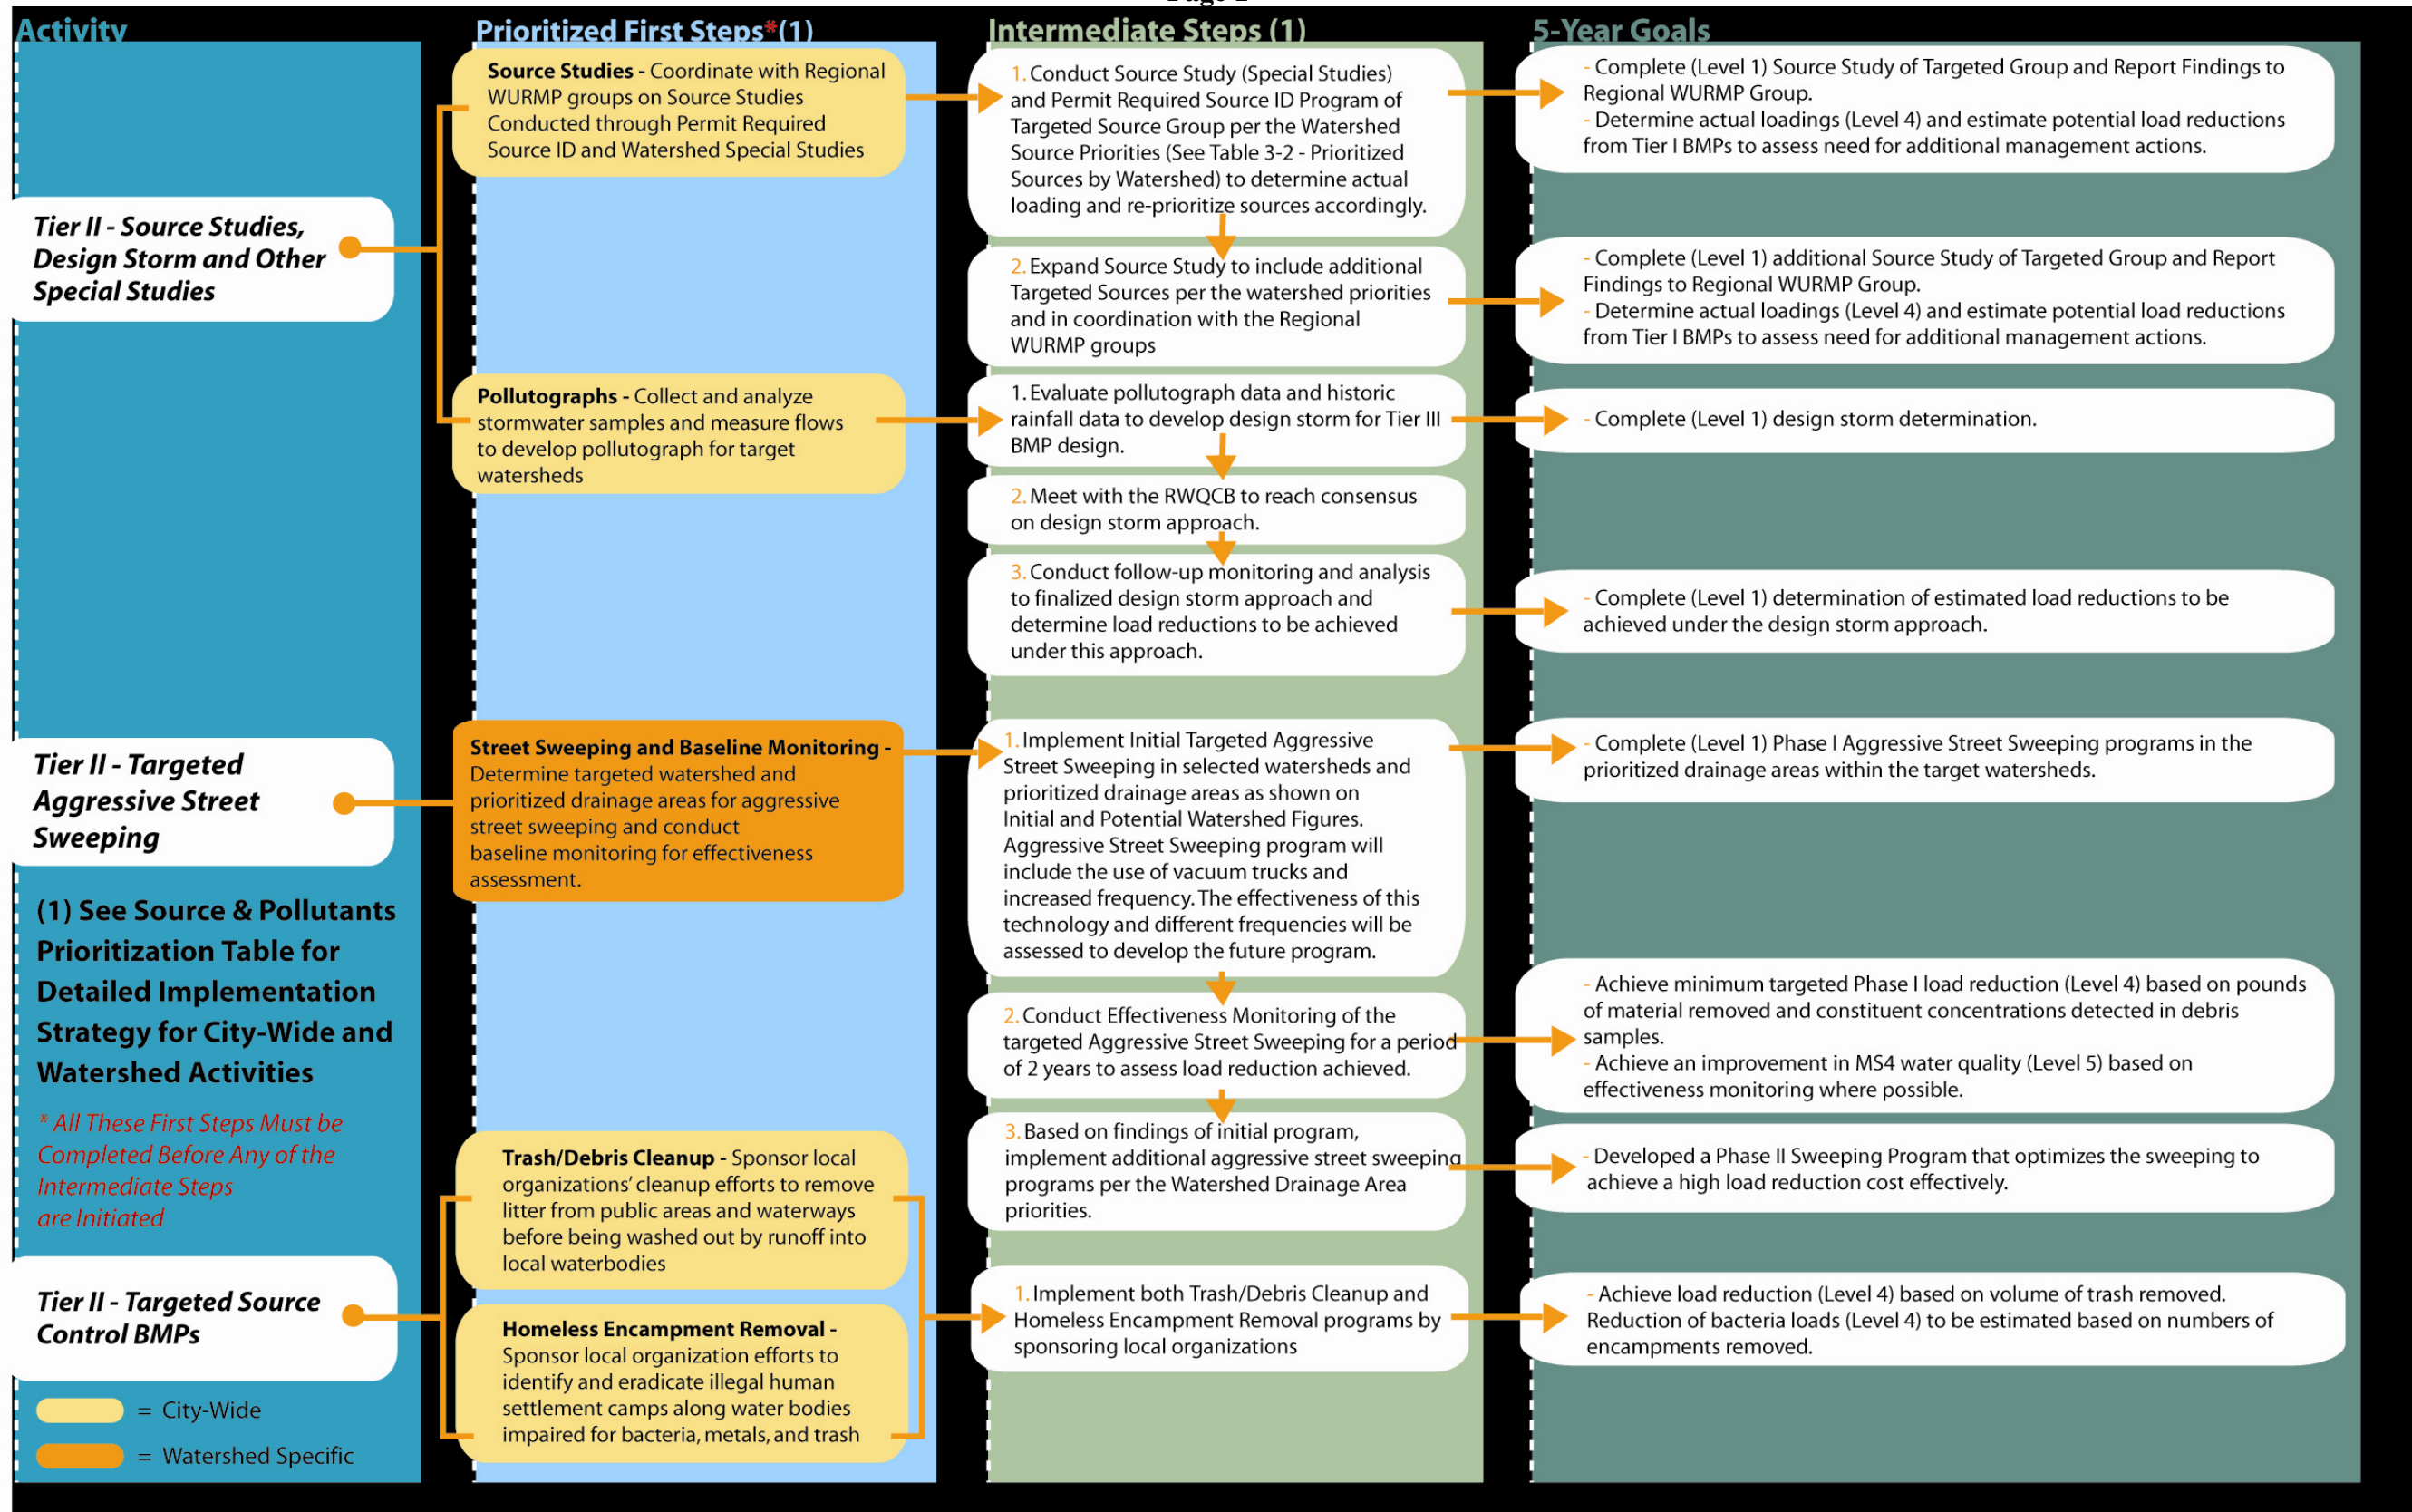 Activity
Prioritized First Steps*(1)
Intermediate Steps (1)
5-Year Goals
Tier II - Source Studies,
Design Storm and Other
Special Studies
Source Studies - Coordinate with Regional
WURMP groups on Source Studies
Conducted through Permit Required
Source ID and Watershed Special Studies
1. Conduct Source Study (Special Studies)
and Permit Required Source ID Program of
Targeted Source Group per the Watershed
Source Priorities (See Table 3-2 - Prioritized
Sources by Watershed) to determine actual
loading and re-prioritize sources accordingly.
- Complete (Level 1) Source Study of Targeted Group and Report Findings to
Regional WURMP Group.
- Determine actual loadings (Level 4) and estimate potential load reductions
from Tier I BMPs to assess need for additional management actions.
2. Expand Source Study to include additional
Targeted Sources per the watershed priorities
and in coordination with the Regional
WURMP groups
- Complete (Level 1) additional Source Study of Targeted Group and Report
Findings to Regional WURMP Group.
- Determine actual loadings (Level 4) and estimate potential load reductions
from Tier I BMPs to assess need for additional management actions.
Pollutographs - Collect and analyze
stormwater samples and measure flows
to develop pollutograph for target
watersheds
1. Evaluate pollutograph data and historic
rainfall data to develop design storm for Tier III
BMP design.
- Complete (Level 1) design storm determination.
2. Meet with the RWQCB to reach consensus
on design storm approach.
3. Conduct follow-up monitoring and analysis
to finalized design storm approach and
determine load reductions to be achieved
under this approach.
- Complete (Level 1) determination of estimated load reductions to be
achieved under the design storm approach.
Tier II - Targeted
Aggressive Street
Sweeping
Street Sweeping and Baseline Monitoring -
Determine targeted watershed and
prioritized drainage areas for aggressive
street sweeping and conduct
baseline monitoring for effectiveness
assessment.
1. Implement Initial Targeted Aggressive
Street Sweeping in selected watersheds and
prioritized drainage areas as shown on
Initial and Potential Watershed Figures.
Aggressive Street Sweeping program will
include the use of vacuum trucks and
increased frequency. The effectiveness of this
technology and different frequencies will be
assessed to develop the future program.
- Complete (Level 1) Phase I Aggressive Street Sweeping programs in the
prioritized drainage areas within the target watersheds.
2. Conduct Effectiveness Monitoring of the
targeted Aggressive Street Sweeping for a period
of 2 years to assess load reduction achieved.
- Achieve minimum targeted Phase I load reduction (Level 4) based on pounds
of material removed and constituent concentrations detected in debris
samples.
- Achieve an improvement in MS4 water quality (Level 5) based on
effectiveness monitoring where possible.
3. Based on findings of initial program,
implement additional aggressive street sweeping
programs per the Watershed Drainage Area
priorities.
- Developed a Phase II Sweeping Program that optimizes the sweeping to
achieve a high load reduction cost effectively.
(1) See Source & Pollutants
Prioritization Table for
Detailed Implementation
Strategy for City-Wide and
Watershed Activities
* All These First Steps Must be
Completed Before Any of the
Intermediate Steps
are Initiated
Tier II - Targeted Source
Control BMPs
Trash/Debris Cleanup - Sponsor local
organizations' cleanup efforts to remove
litter from public areas and waterways
before being washed out by runoff into
local waterbodies
Homeless Encampment Removal -
Sponsor local organization efforts to
identify and eradicate illegal human
settlement camps along water bodies
impaired for bacteria, metals, and trash
1. Implement both Trash/Debris Cleanup and
Homeless Encampment Removal programs by
sponsoring local organizations
- Achieve load reduction (Level 4) based on volume of trash removed.
Reduction of bacteria loads (Level 4) to be estimated based on numbers of
encampments removed.
= City-Wide
= Watershed Specific